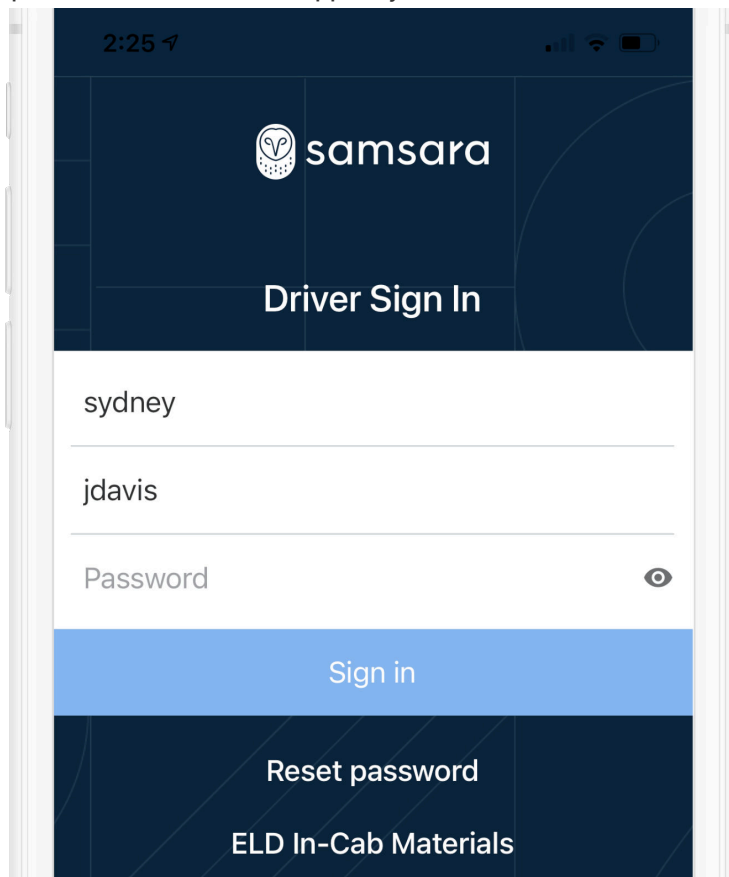 2:25
samsara
Driver Sign In
sydney
jdavis
Password
Sign in
Reset password
ELD In-Cab Materials